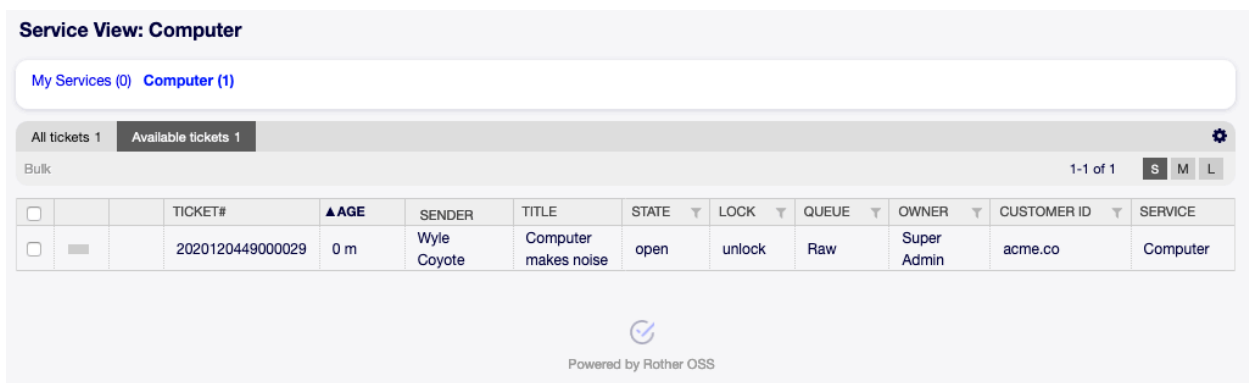 Service View: Computer
My Services (0) Computer (1)
All tickets 1 Available tickets 1
Bulk 1-1 of 1 S M L
TICKET# ▲AGE SENDER TITLE STATE LOCK QUEUE OWNER CUSTOMER ID SERVICE
2020120449000029 0 m Wyle Coyote Computer makes noise open unlock Raw Super Admin acme.co Computer
Powered by Rother OSS